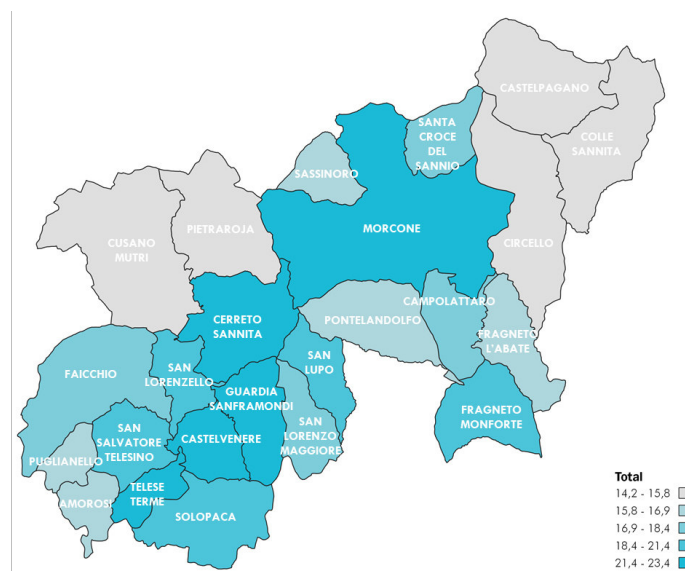 CASTELPAGANO
COLLE
SANNITA
SANTA
CROCE
DEL
SANNIO
SASSINORO
MORCONE
CIRCELLO
PIETRAROJA
CUSANO
MUTRI
CERRETO
SANNITA
PONTELANDOLFO
CAMPOLATTARO
FRAGNETO
L'ABATE
FAICCHIO
SAN
LORENZELLO
SAN
LUPO
GUARDIA
SANFRAMONDI
FRAGNETO
MONFORTE
SAN
SALVATORE
TELESINO
CASTELVENERE
SAN
LORENZO
MAGGIORE
PUGLIANELLO
AMOROSI
TELESE
TERME
SOLOPACA
Total
14,2 - 15,8
15,8 - 16,9
16,9 - 18,4
18,4 - 21,4
21,4 - 23,4